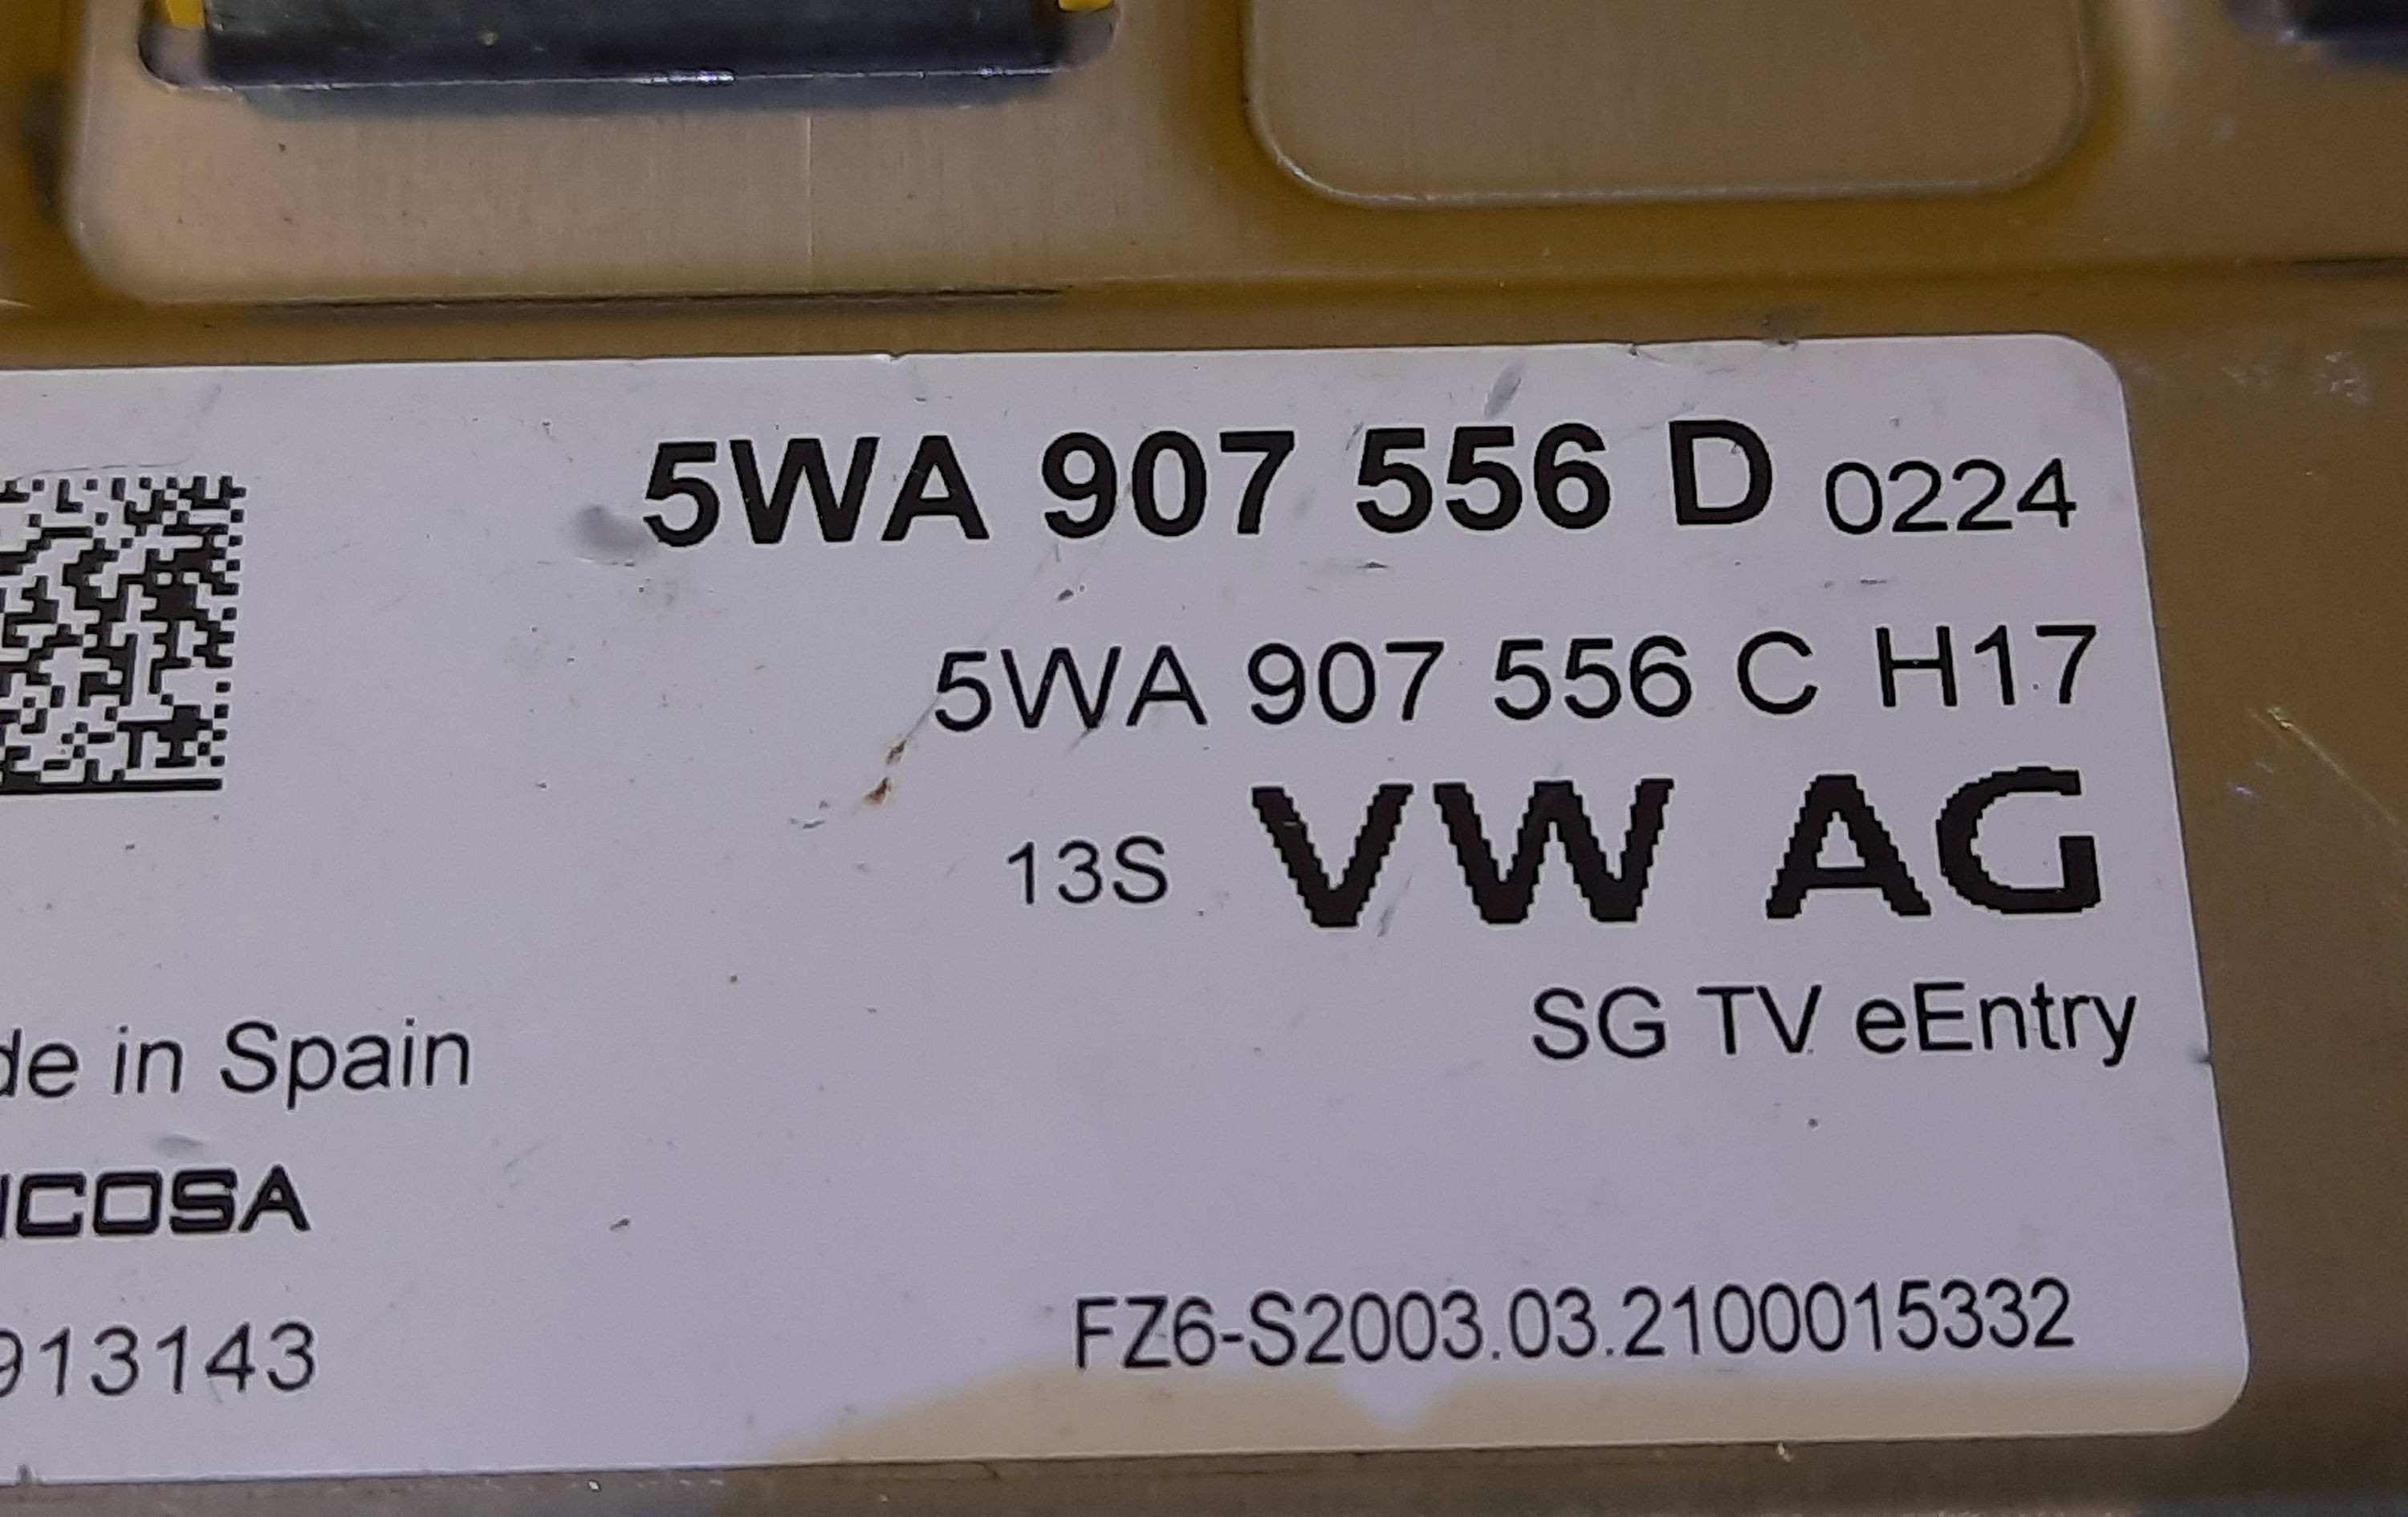 5WA 907 556 D 0224
5WA 907 556 C H17
13S VW AG
SG TV eEntry
de in Spain
ICOSA
913143
FZ6-S2003.03.2100015332